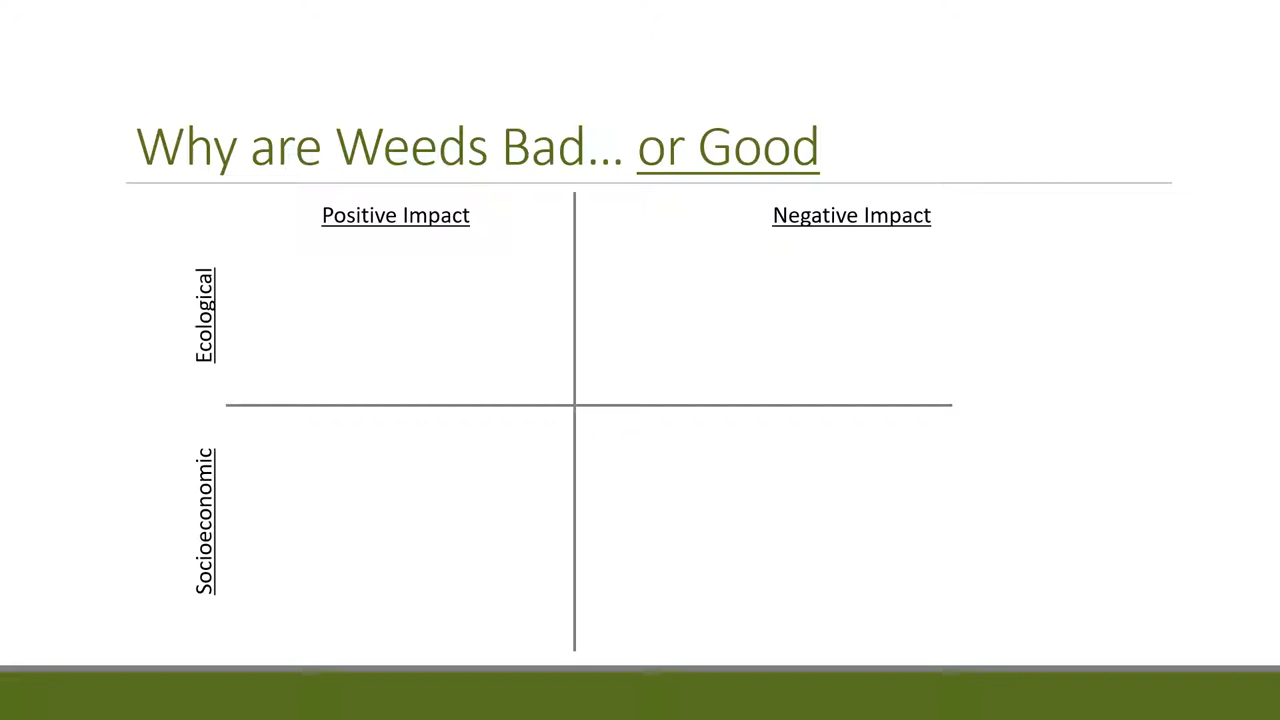 Why are Weeds Bad... or Good
Positive Impact
Negative Impact
Ecological
Socioeconomic